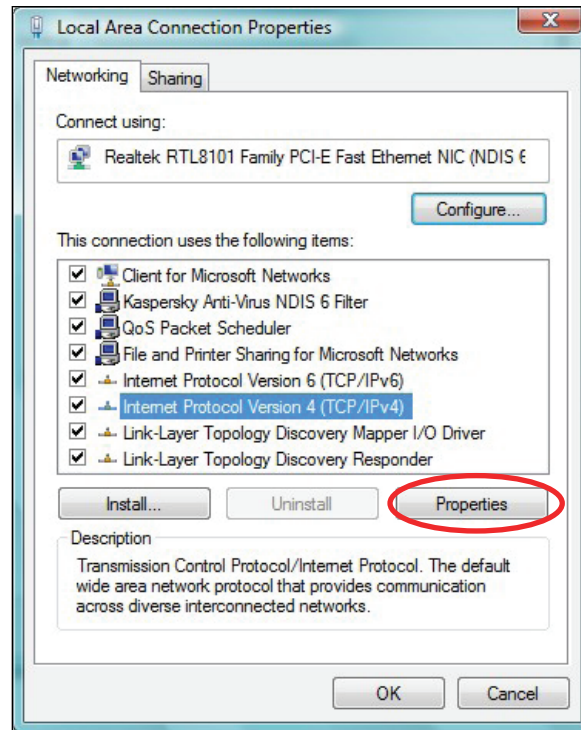 Local Area Connection Properties
Networking
Sharing
Connect using:
Realtek RTL8101 Family PCI-E Fast Ethernet NIC (NDIS 6
Configure...
This connection uses the following items:
Client for Microsoft Networks
Kaspersky Anti-Virus NDIS 6 Filter
QoS Packet Scheduler
File and Printer Sharing for Microsoft Networks
Internet Protocol Version 6 (TCP/IPv6)
Internet Protocol Version 4 (TCP/IPv4)
Link-Layer Topology Discovery Mapper I/O Driver
Link-Layer Topology Discovery Responder
Install...
Uninstall
Properties
Description
Transmission Control Protocol/Internet Protocol. The default
wide area network protocol that provides communication
across diverse interconnected networks.
OK
Cancel